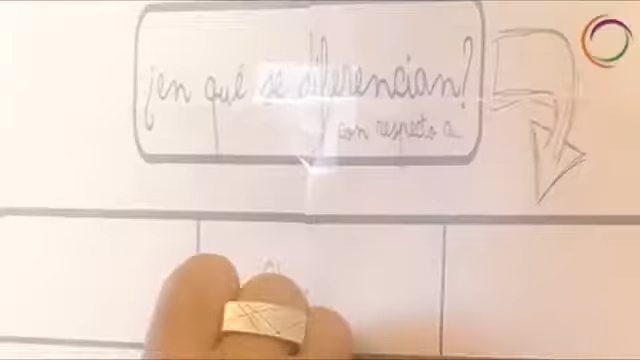 ¿en qué se diferencian?
con respecto a